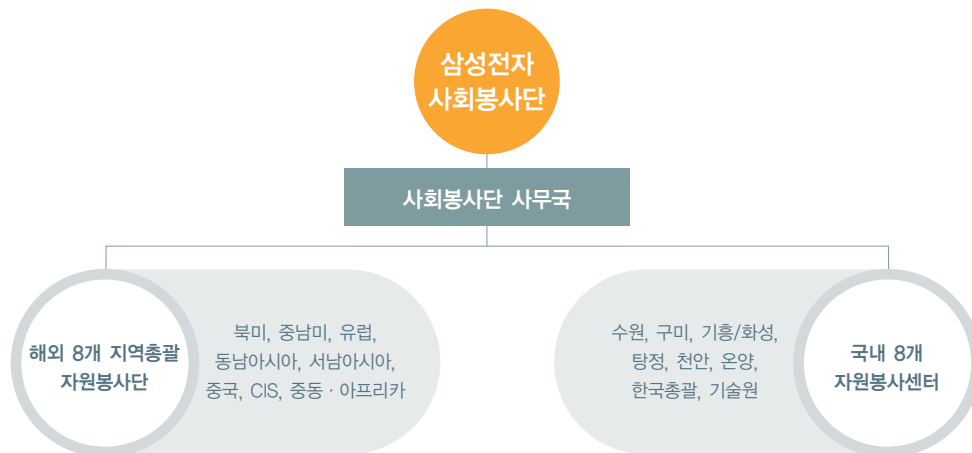 삼성전자
사회봉사단
사회봉사단 사무국
해외 8개 지역총괄
자원봉사단
북미, 중남미, 유럽,
동남아시아, 서남아시아,
중국, CIS, 중동 · 아프리카
수원, 구미, 기흥/화성,
탕정, 천안, 온양,
한국총괄, 기술원
국내 8개
자원봉사센터